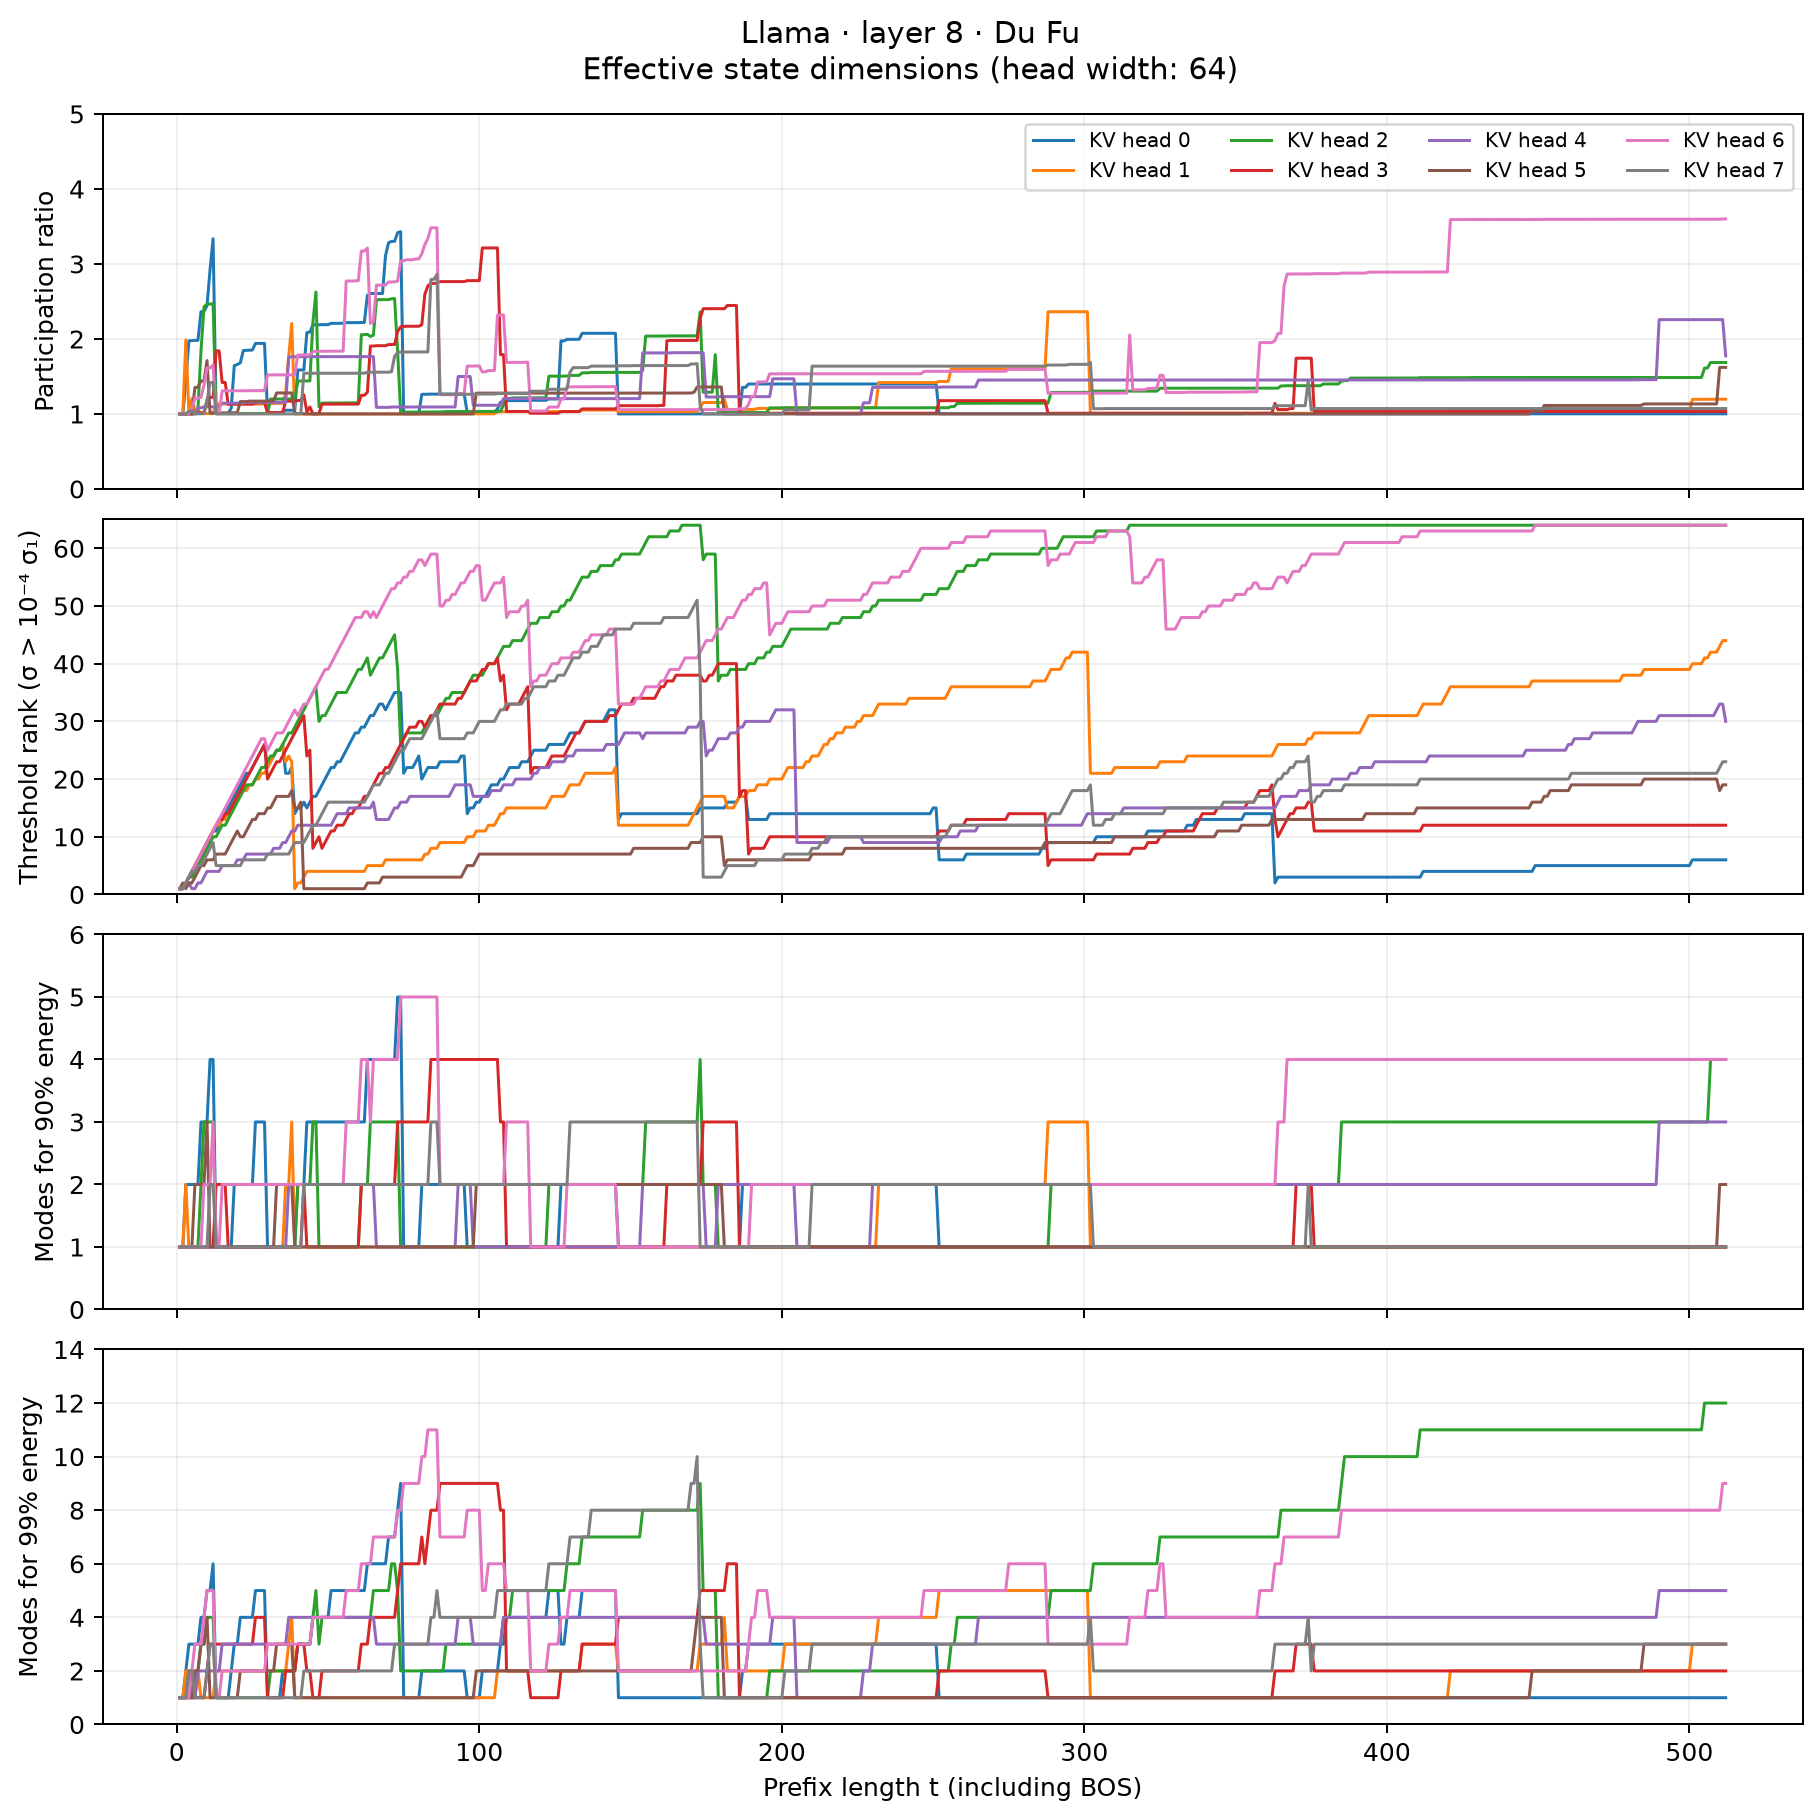 Llama · layer 8 · Du Fu
Effective state dimensions (head width: 64)
Participation ratio
5
4
3
2
1
0
KV head 0
KV head 2
KV head 4
KV head 6
KV head 1
KV head 3
KV head 5
KV head 7
Threshold rank (σ > 10⁻⁴ σ₁)
60
50
40
30
20
10
0
Modes for 90% energy
6
5
4
3
2
1
0
Modes for 99% energy
14
12
10
8
6
4
2
0
0 100 200 300 400 500
Prefix length t (including BOS)